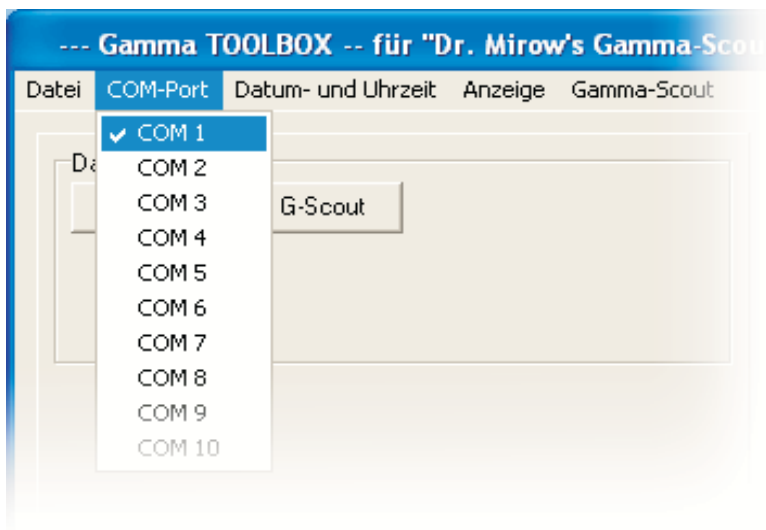 --- Gamma TOOLBOX -- für "Dr. Mirow's Gamma-Scou
Datei COM-Port Datum- und Uhrzeit Anzeige Gamma-Scout
COM 1
Da
COM 2
COM 3
G-Scout
COM 4
COM 5
COM 6
COM 7
COM 8
COM 9
COM 10